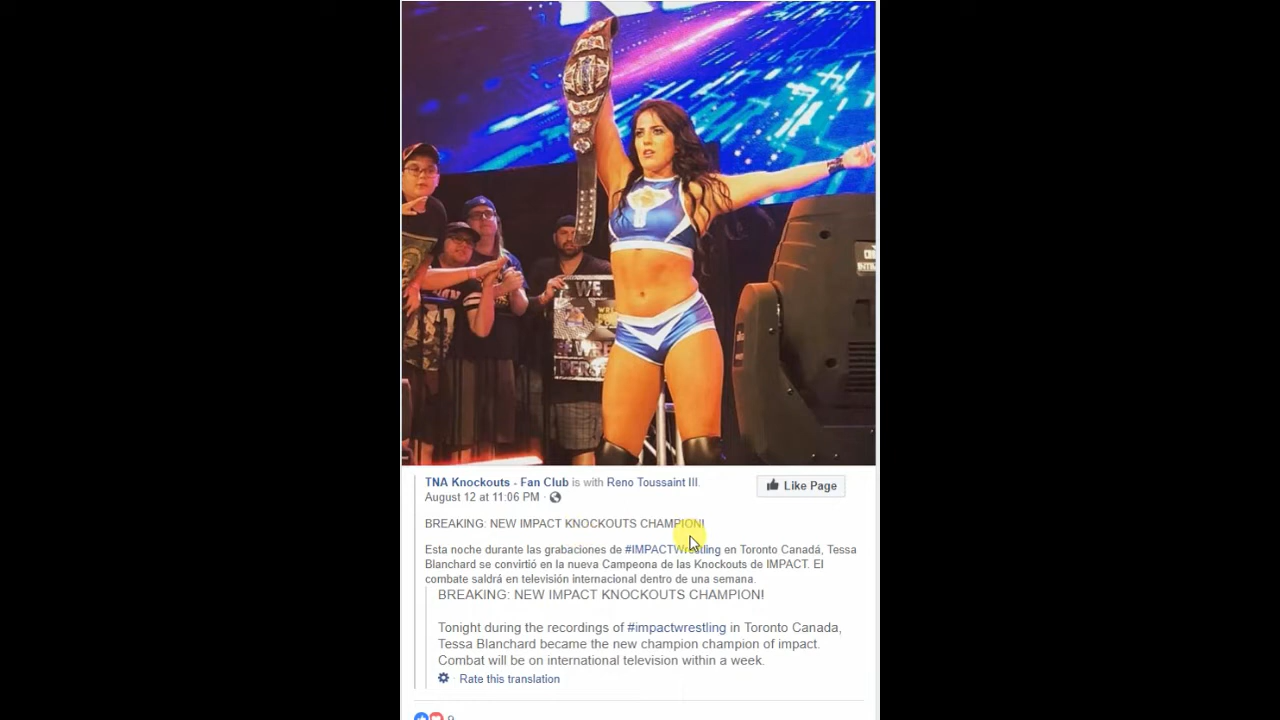 WE
TNA Knockouts - Fan Club is with Reno Toussaint III.
August 12 at 11:06 PM ·
Like Page
BREAKING: NEW IMPACT KNOCKOUTS CHAMPION!
Esta noche durante las grabaciones de #IMPACTWrestling en Toronto Canadá, Tessa
Blanchard se convirtió en la nueva Campeona de las Knockouts de IMPACT. El
combate saldrá en televisión internacional dentro de una semana.
BREAKING: NEW IMPACT KNOCKOUTS CHAMPION!
Tonight during the recordings of #impactwrestling in Toronto Canada,
Tessa Blanchard became the new champion champion of impact.
Combat will be on international television within a week.
Rate this translation